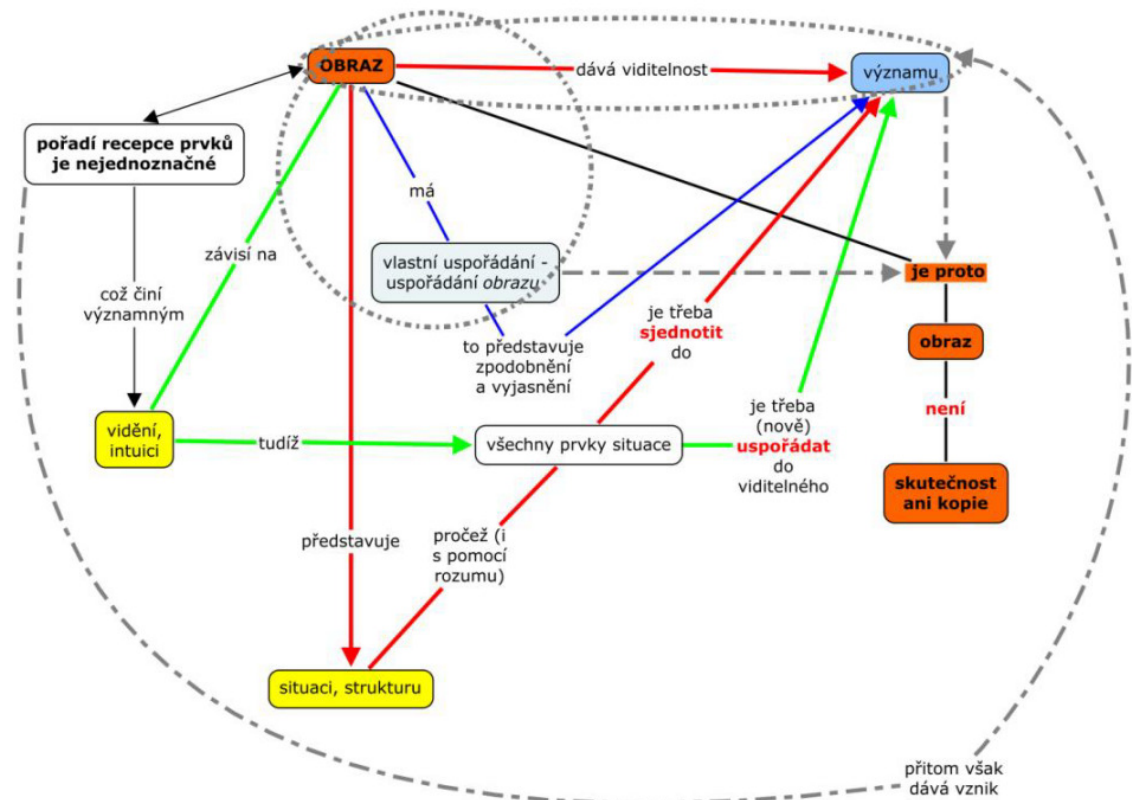 OBRAZ
dává viditelnost
významu
pořadí recepce prvků
je nejednoznačné
má
závisí na
vlastní uspořádání -
uspořádání obrazu
je proto
což činí
významným
je třeba
sjednotit
do
to představuje
zpodobnění
a vyjasnění
obraz
je třeba
(nově)
uspořádat
do
viditelného
není
vidění,
intuici
tudíž
všechny prvky situace
skutečnost
ani kopie
představuje
pročež (i
s pomocí
rozumu)
situaci, strukturu
přitom však
dává vznik